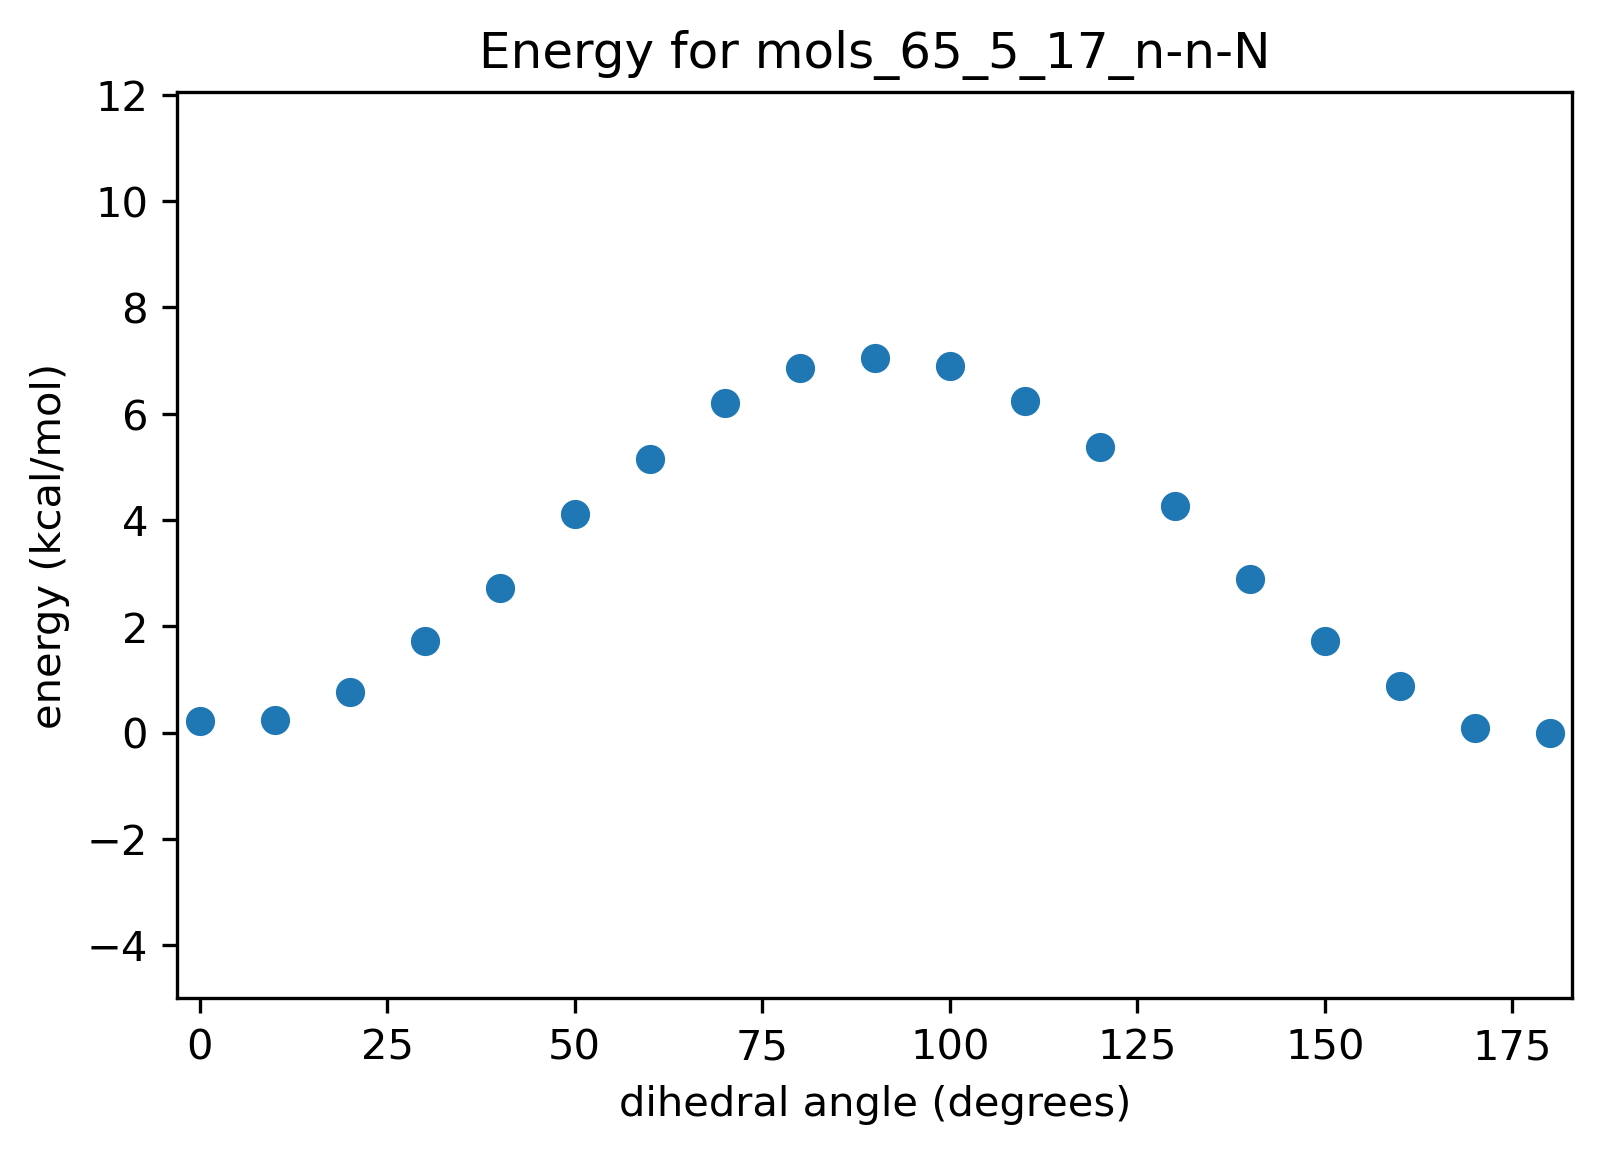 Energy for mols_65_5_17_n-n-N
12
10
8
6
4
2
0
−2
−4
energy (kcal/mol)
0 25 50 75 100 125 150 175
dihedral angle (degrees)